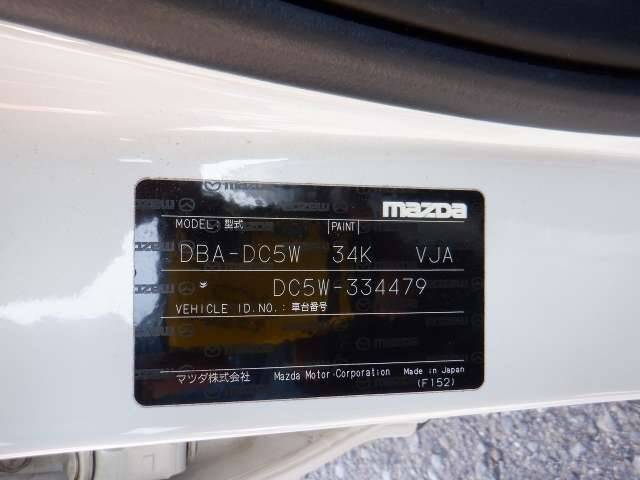 mazda
MODEL 型式 PAINT
DBA-DC5W 34K VJA
DC5W-334479
VEHICLE ID.NO.: 車台番号
マツダ株式会社 Mazda Motor Corporation Made in Japan
(F152)